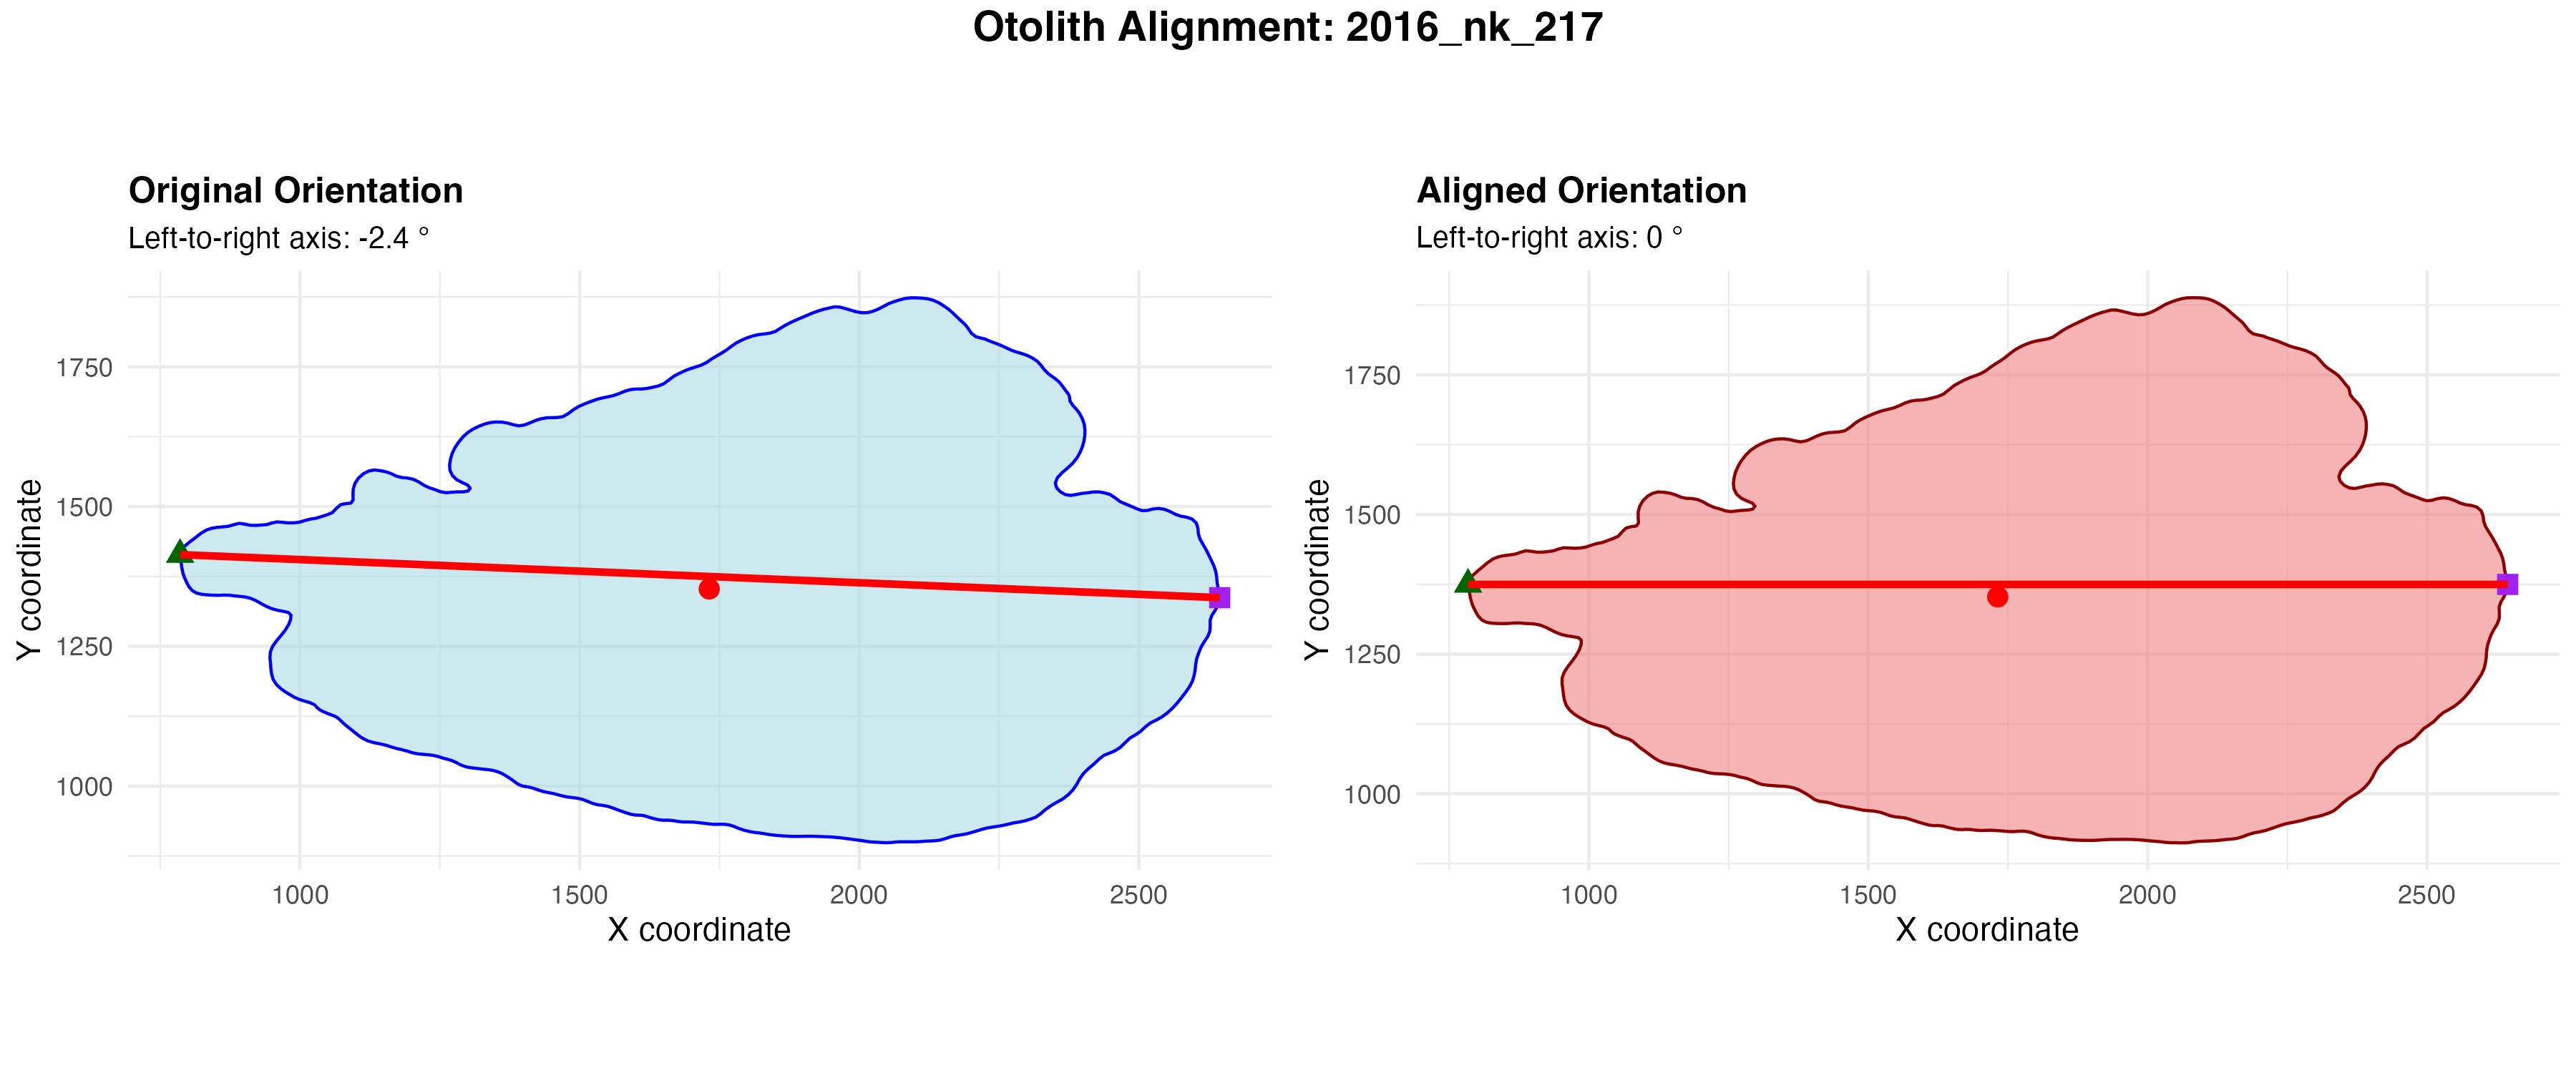 Otolith Alignment: 2016_nk_217
Original Orientation
Left-to-right axis: -2.4 °
1750
1500
1250
1000
Y coordinate
1000 1500 2000 2500
X coordinate
Aligned Orientation
Left-to-right axis: 0 °
1750
1500
1250
1000
Y coordinate
1000 1500 2000 2500
X coordinate